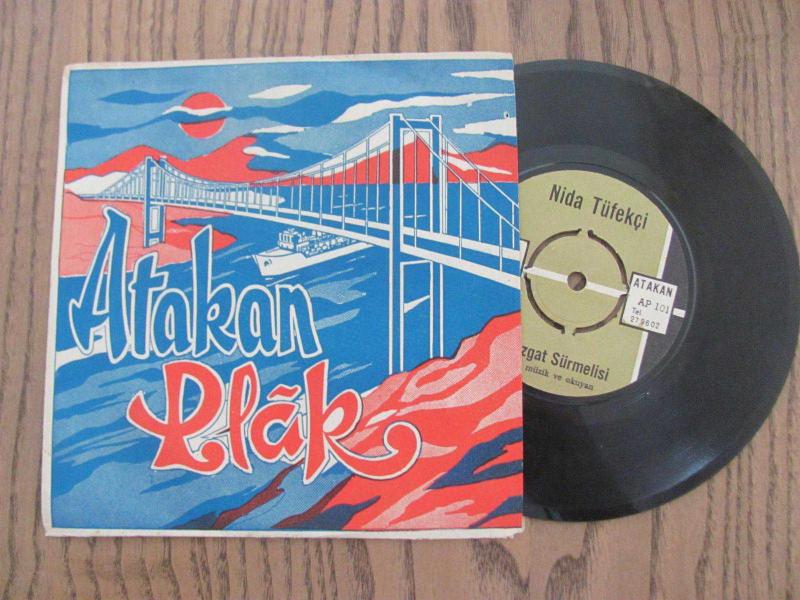 Atakan
Plâk
Nida Tüfekçi
ATAKAN
AP 101
Tel
279602
zgat Sürmelisi
müzik ve okuyan